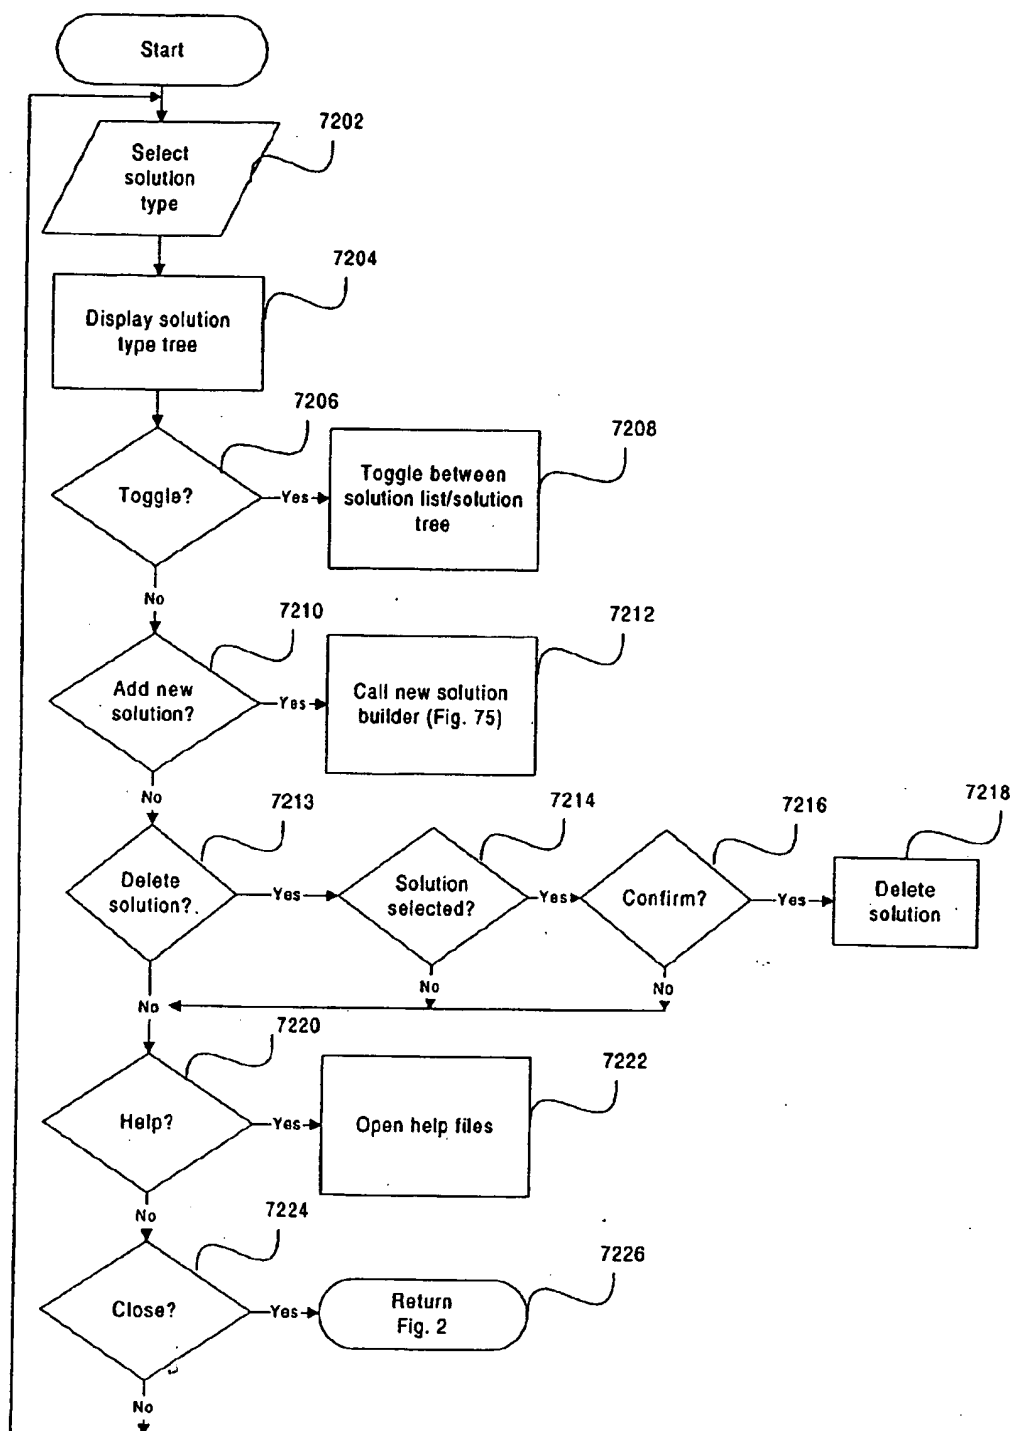 Start
7202
Select
solution
type
7204
Display solution
type tree
7206
7208
Toggle?
Yes
Toggle between
solution list/solution
tree
No
7210
7212
Add new
solution?
Yes
Call new solution
builder (Fig. 75)
No
7213
7214
7216
7218
Delete
solution?
Yes
Solution
selected?
Yes
Confirm?
Yes
Delete
solution
No
No
No
7220
7222
Help?
Yes
Open help files
No
7224
7226
Close?
Yes
Return
Fig. 2
No